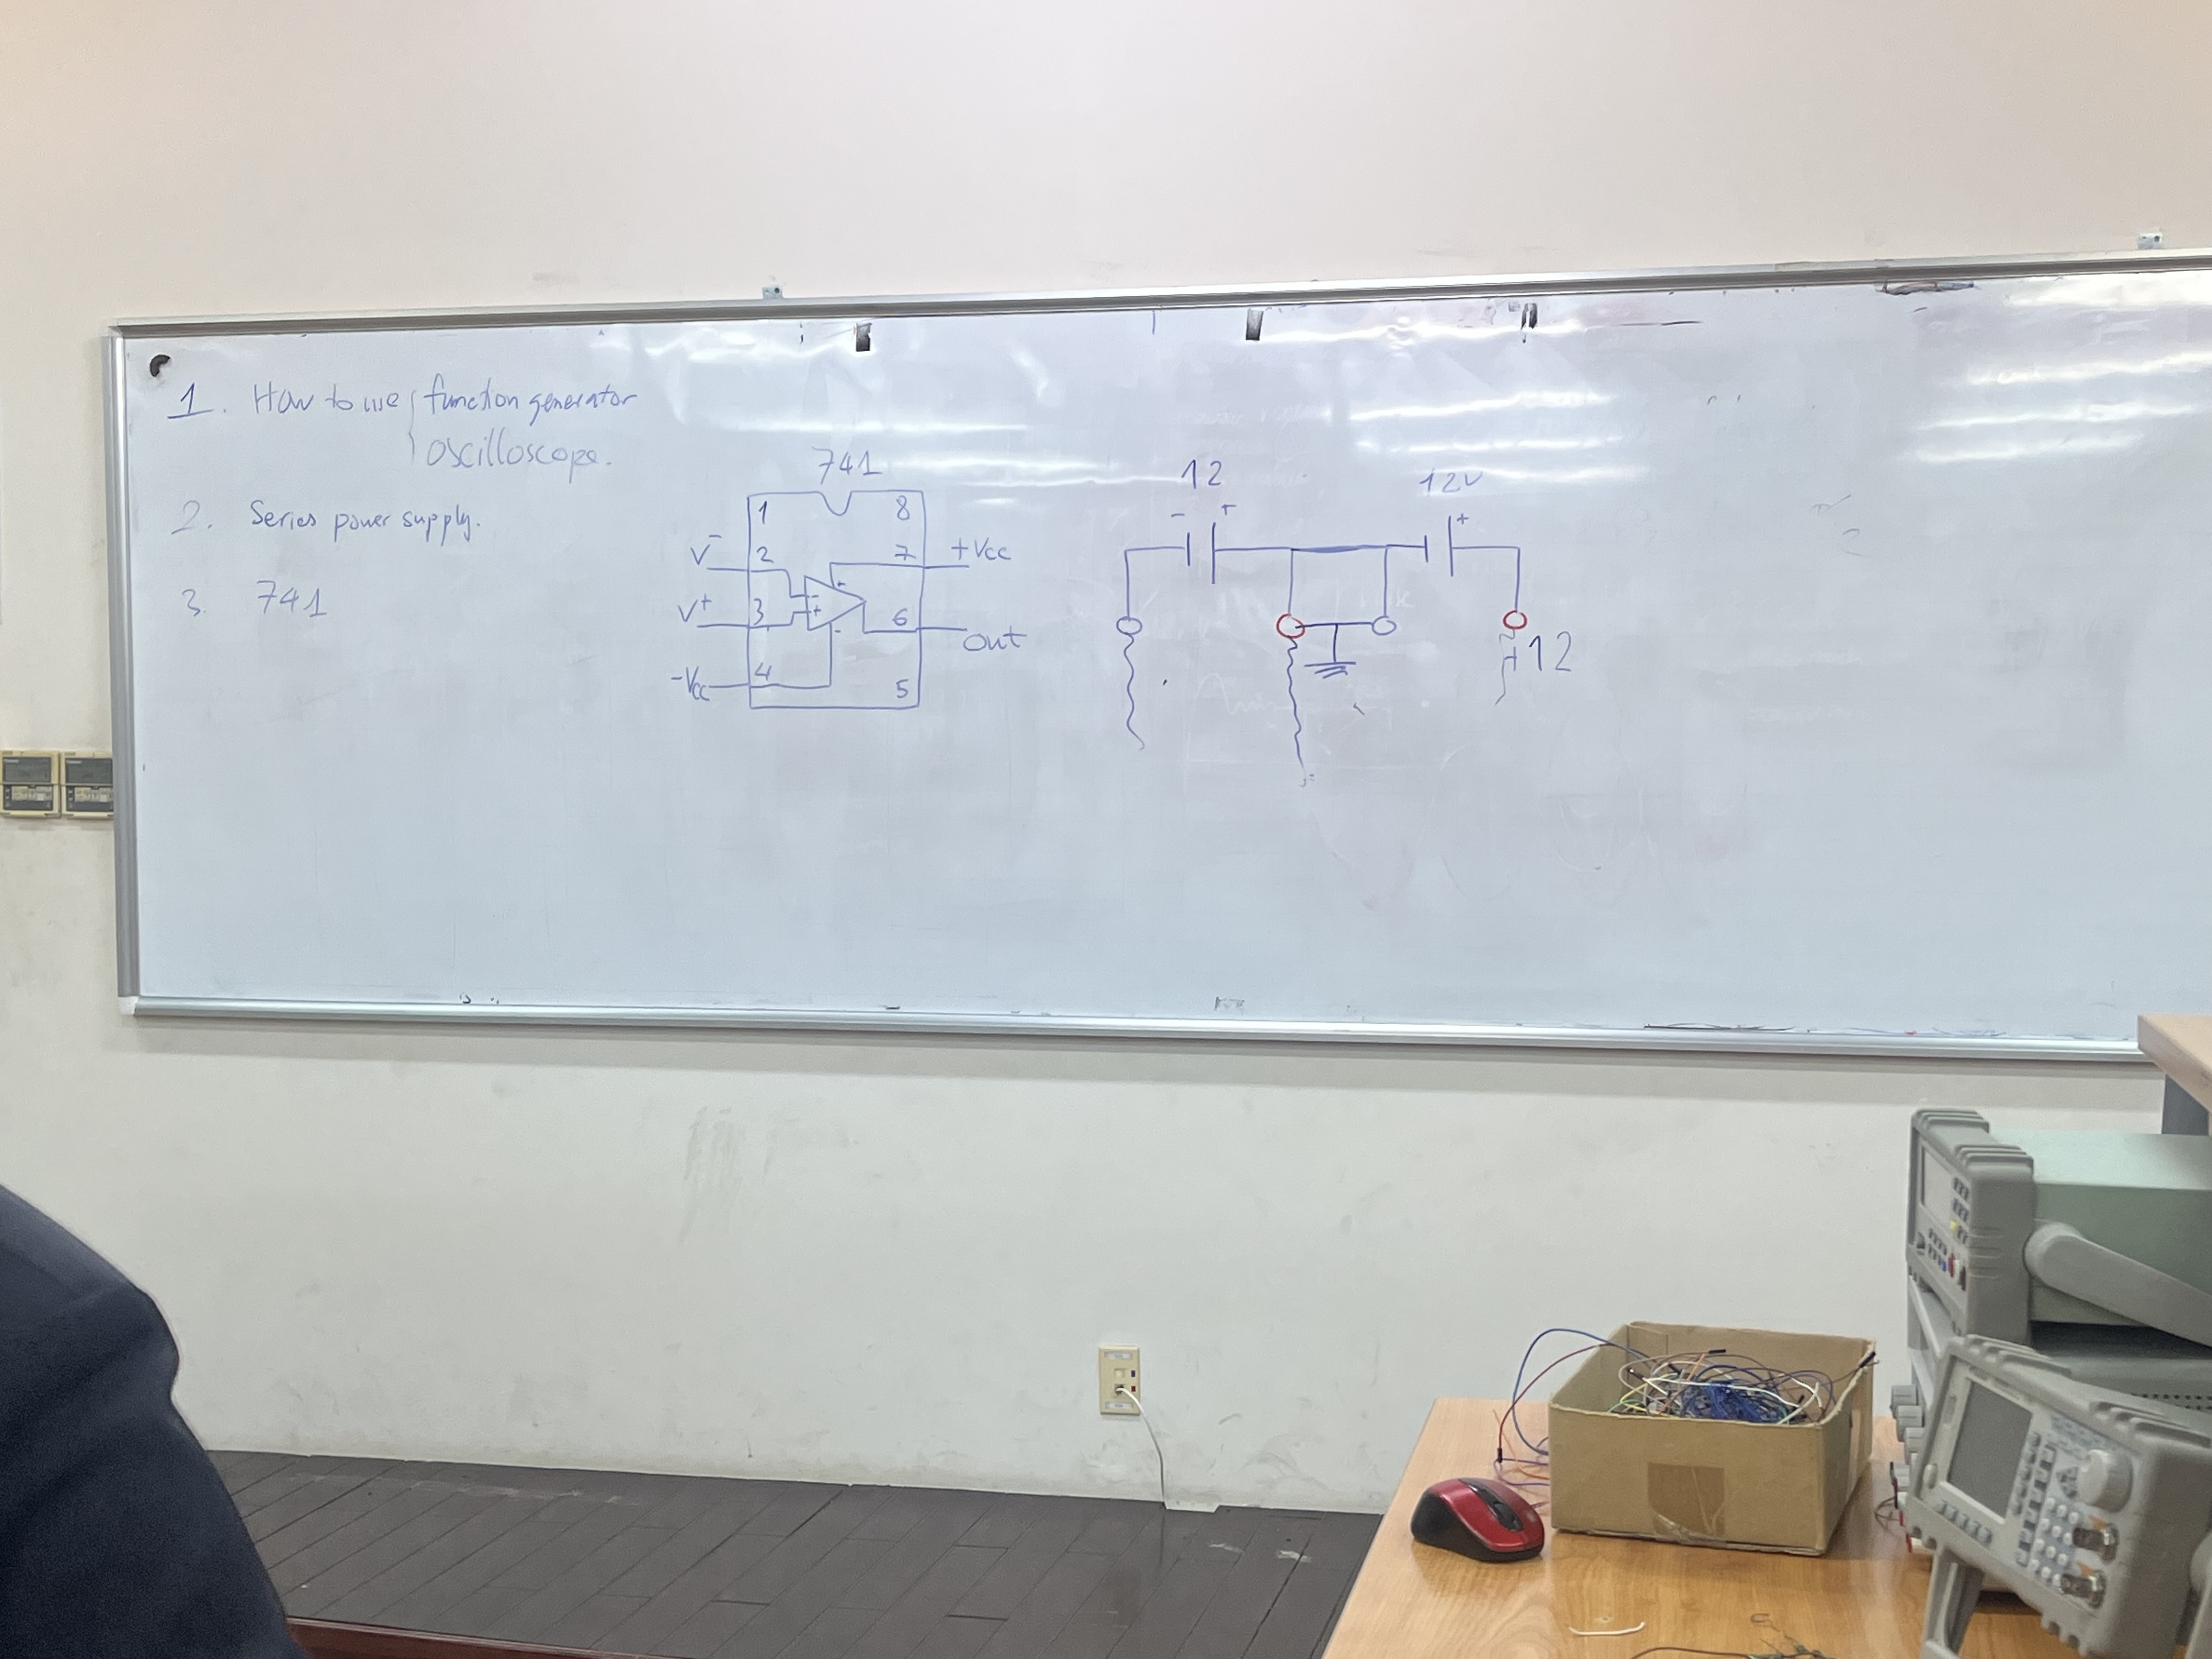 1. How to use { function generator
oscilloscope.
2. Series power supply.
3. 741
741
1 8
V- 2 7 +Vcc
V+ 3 6 Out
-Vcc 4 5
12 12V
- + +
+12
- +
+ -